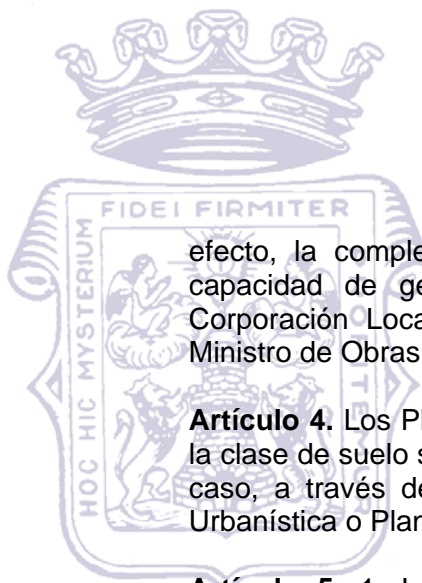 FIDEI FIRMITER
HOC HIC MYSTERIUM
efecto, la comple
capacidad de ge
Corporación Loca
Ministro de Obras
Artículo 4. Los Pl
la clase de suelo s
caso, a través de
Urbanística o Plan